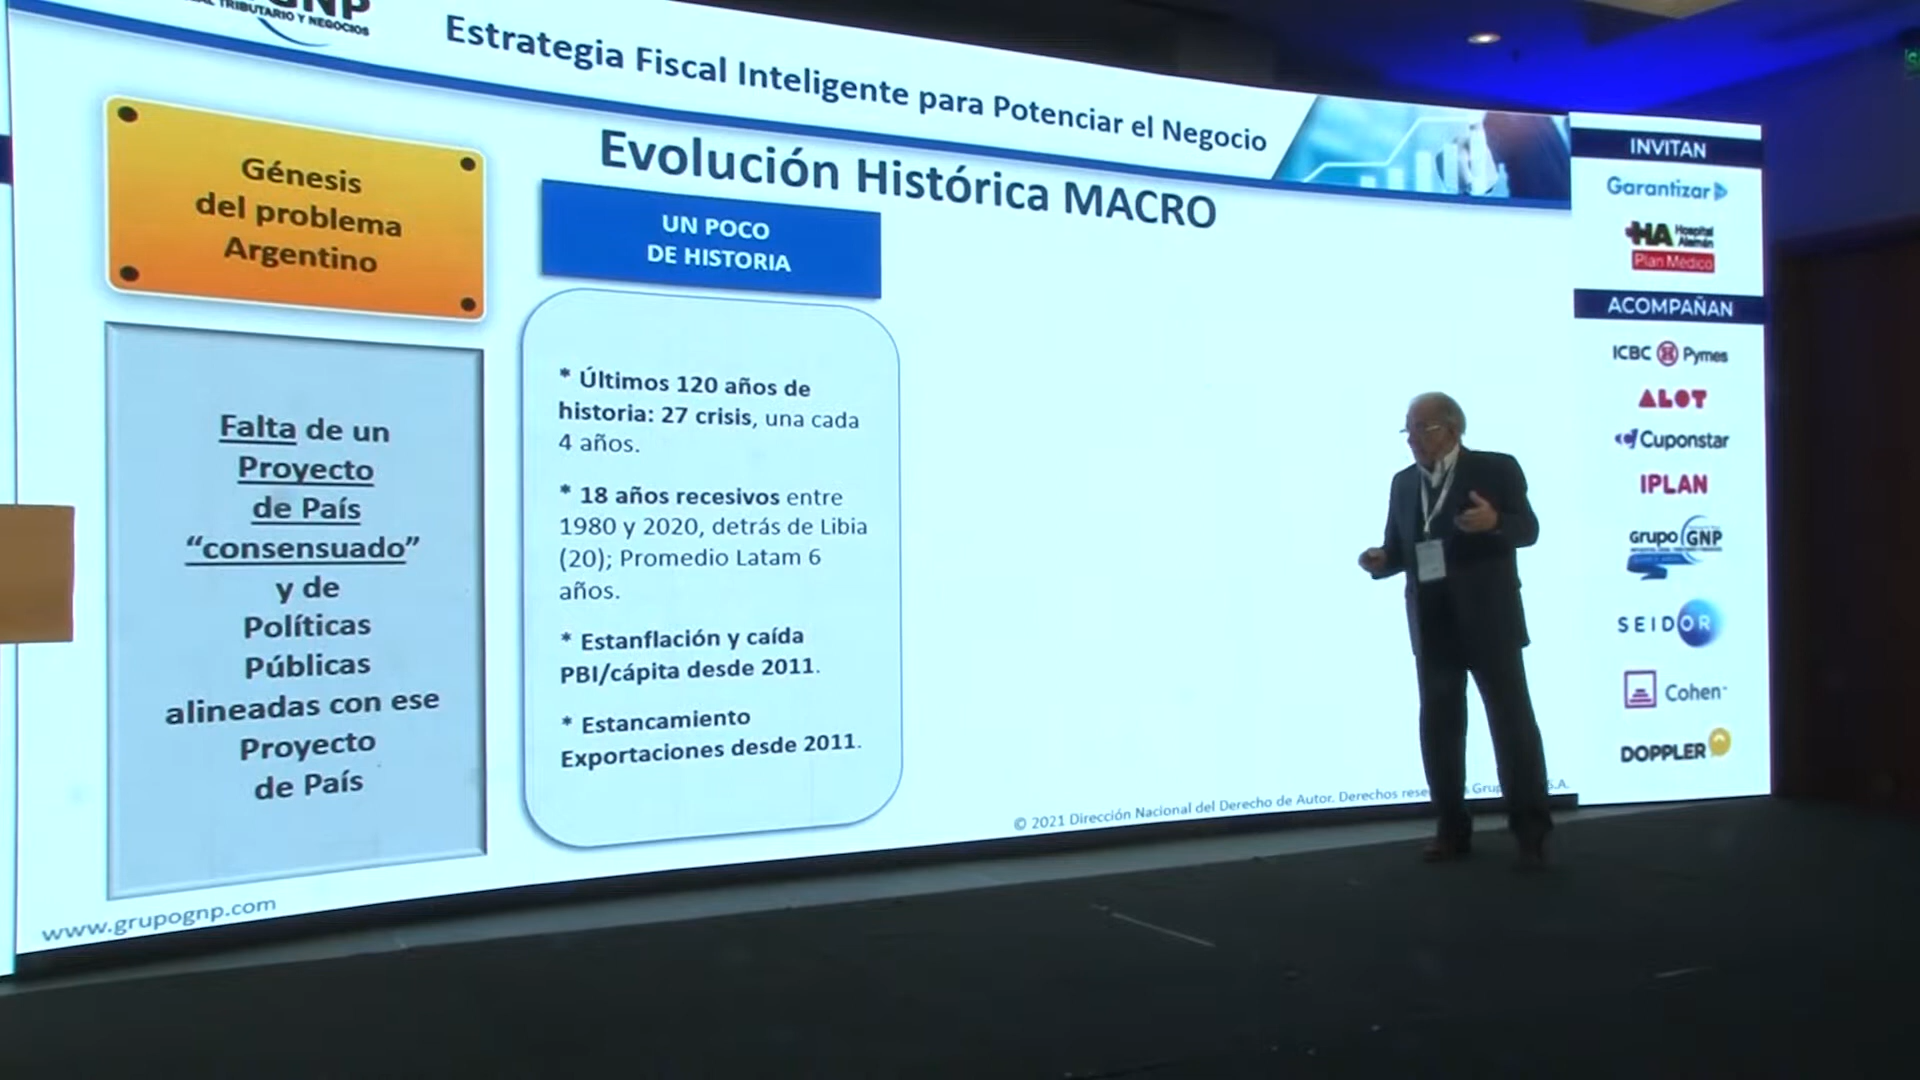 GNP
TRIBUTARIO Y NEGOCIOS
Estrategia Fiscal Inteligente para Potenciar el Negocio
Evolución Histórica MACRO
Génesis
del problema
Argentino
Falta de un
Proyecto
de País
“consensuado”
y de
Políticas
Públicas
alineadas con ese
Proyecto
de País
UN POCO
DE HISTORIA
* Últimos 120 años de
historia: 27 crisis, una cada
4 años.
* 18 años recesivos entre
1980 y 2020, detrás de Libia
(20); Promedio Latam 6
años.
* Estanflación y caída
PBI/cápita desde 2011.
* Estancamiento
Exportaciones desde 2011.
© 2021 Dirección Nacional del Derecho de Autor. Derechos
www.grupognp.com
INVITAN
Garantizar
HA Hospital
Alemán
Plan Médico
ACOMPAÑAN
ICBC Pymes
ALOT
Cuponstar
IPLAN
Grupo GNP
SEIDOR
Cohen
DOPPLER